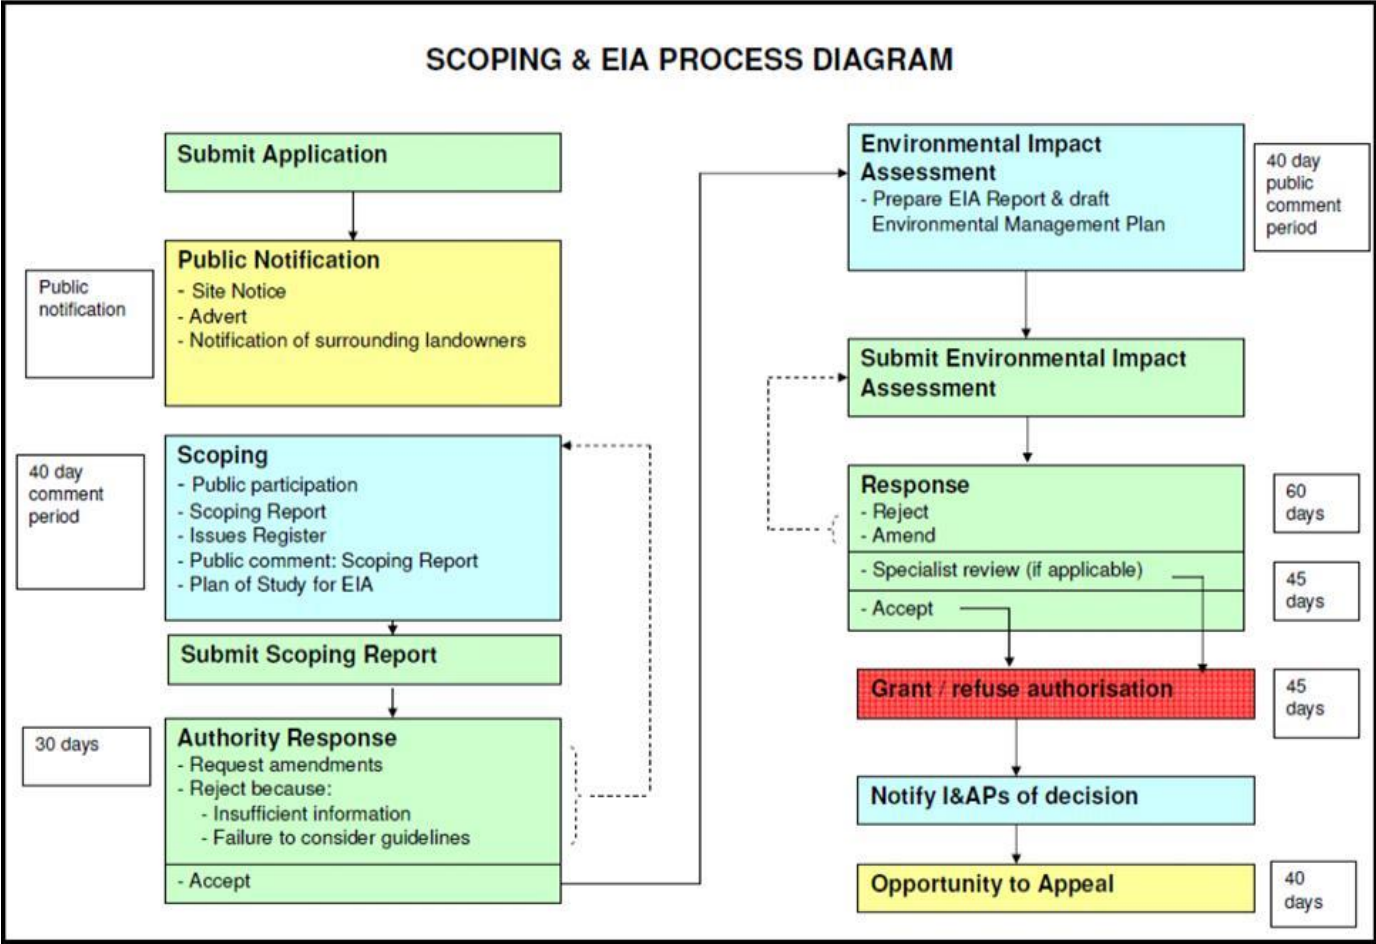 SCOPING & EIA PROCESS DIAGRAM
Submit Application
Public Notification
- Site Notice
- Advert
- Notification of surrounding landowners
Public
notification
Scoping
- Public participation
- Scoping Report
- Issues Register
- Public comment: Scoping Report
- Plan of Study for EIA
40 day
comment
period
Submit Scoping Report
Authority Response
- Request amendments
- Reject because:
- Insufficient information
- Failure to consider guidelines
- Accept
30 days
Environmental Impact
Assessment
- Prepare EIA Report & draft
Environmental Management Plan
40 day
public
comment
period
Submit Environmental Impact
Assessment
Response
- Reject
- Amend
- Specialist review (if applicable)
- Accept
60
days
45
days
Grant / refuse authorisation
45
days
Notify I&APs of decision
Opportunity to Appeal
40
days